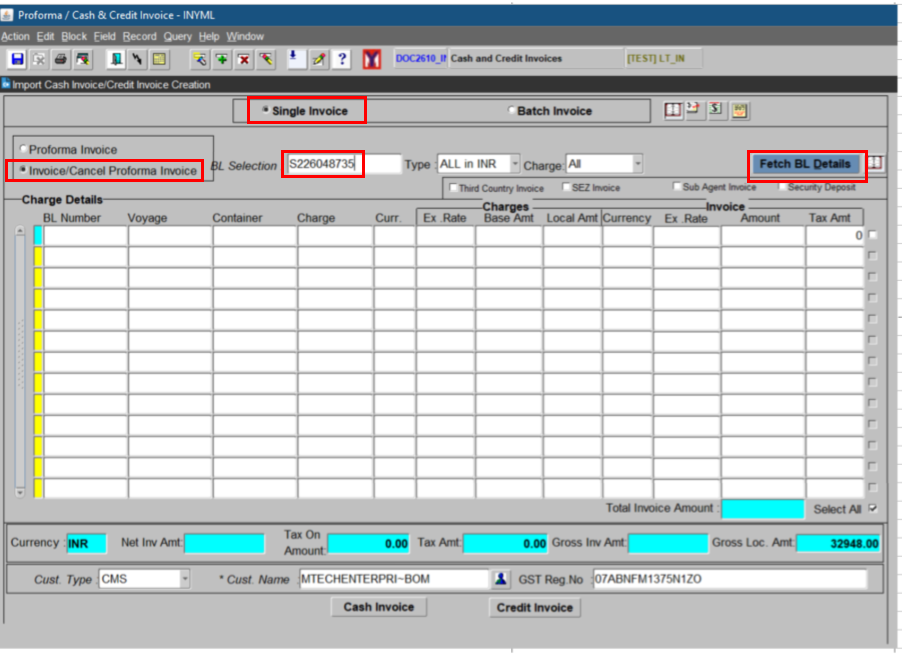 Proforma / Cash & Credit Invoice - INYML
Action Edit Block Field Record Query Help Window
? Y DOC2610_IN Cash and Credit Invoices [TEST] LT_IN
Import Cash Invoice/Credit Invoice Creation
Single Invoice Batch Invoice
Proforma Invoice
Invoice/Cancel Proforma Invoice BL Selection S226048735 Type : ALL in INR Charge: All Fetch BL Details
Third Country Invoice SEZ Invoice Sub Agent Invoice Security Deposit
Charge Details Charges Invoice
BL Number Voyage Container Charge Curr. Ex .Rate Base Amt Local Amt Currency Ex .Rate Amount Tax Amt
0
Total Invoice Amount : Select All
Currency : INR Net Inv Amt: Tax On Amount: 0.00 Tax Amt: 0.00 Gross Inv Amt: Gross Loc. Amt: 32948.00
Cust. Type : CMS * Cust. Name : MTECHENTERPRI~BOM GST Reg.No : 07ABNFM1375N1ZO
Cash Invoice Credit Invoice